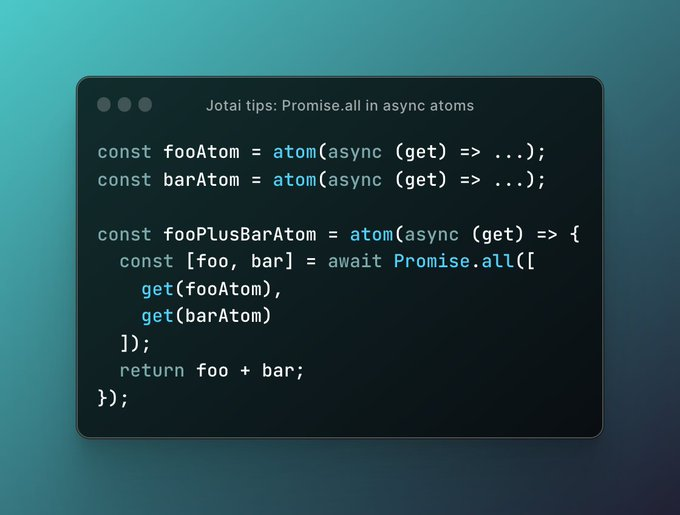 Jotai tips: Promise.all in async atoms
const fooAtom = atom(async (get) => ...);
const barAtom = atom(async (get) => ...);

const fooPlusBarAtom = atom(async (get) => {
  const [foo, bar] = await Promise.all([
    get(fooAtom),
    get(barAtom)
  ]);
  return foo + bar;
});